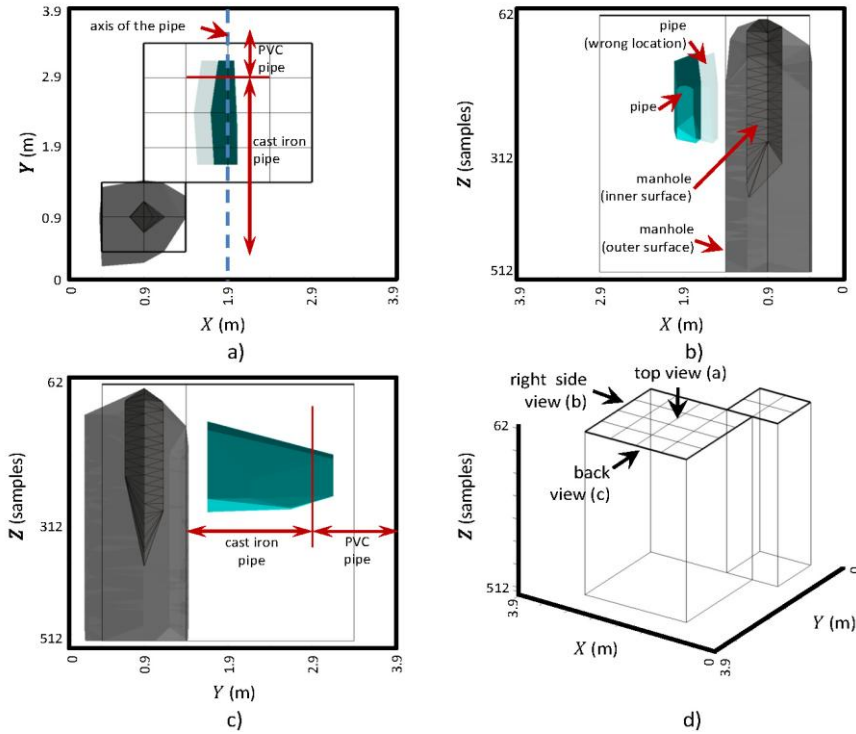 3.9
axis of the pipe
PVC
pipe
2.9
cast iron
pipe
1.9
0.9
0
Y (m)
0
0.9
1.9
2.9
3.9
X (m)
a)
62
pipe
(wrong location)
pipe
312
manhole
(inner surface)
manhole
(outer surface)
512
Z (samples)
3.9
2.9
1.9
0.9
0
X (m)
b)
62
312
cast iron
pipe
PVC
pipe
512
Z (samples)
0
0.9
1.9
2.9
3.9
Y (m)
c)
top view (a)
right side
view (b)
62
back
view (c)
Z (samples)
512
3.9
X (m)
0
3.9
Y (m)
0
d)